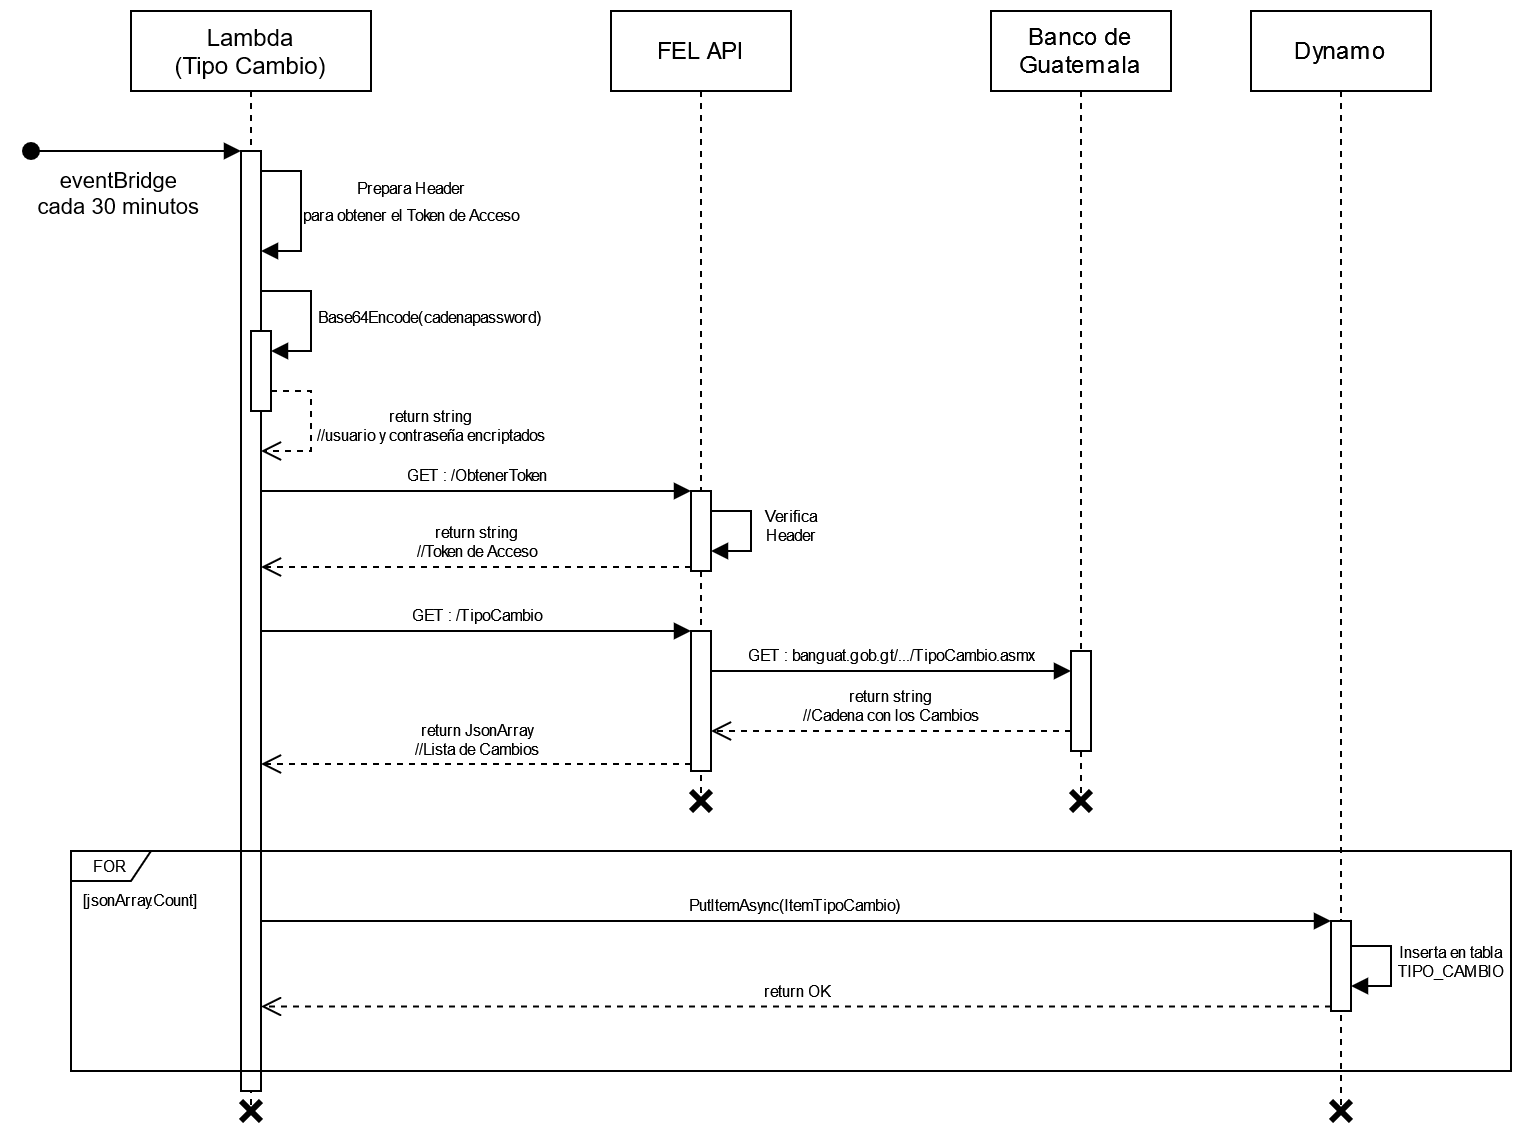 Lambda
(Tipo Cambio)
FEL API
Banco de
Guatemala
Dynamo
eventBridge
cada 30 minutos
Prepara Header
para obtener el Token de Acceso
Base64Encode(cadenapassword)
return string
//usuario y contraseña encriptados
GET : /ObtenerToken
Verifica
Header
return string
//Token de Acceso
GET : /TipoCambio
GET : banguat.gob.gt/.../TipoCambio.asmx
return string
//Cadena con los Cambios
return JsonArray
//Lista de Cambios
FOR
[jsonArray.Count]
PutItemAsync(ItemTipoCambio)
Inserta en tabla
TIPO_CAMBIO
return OK